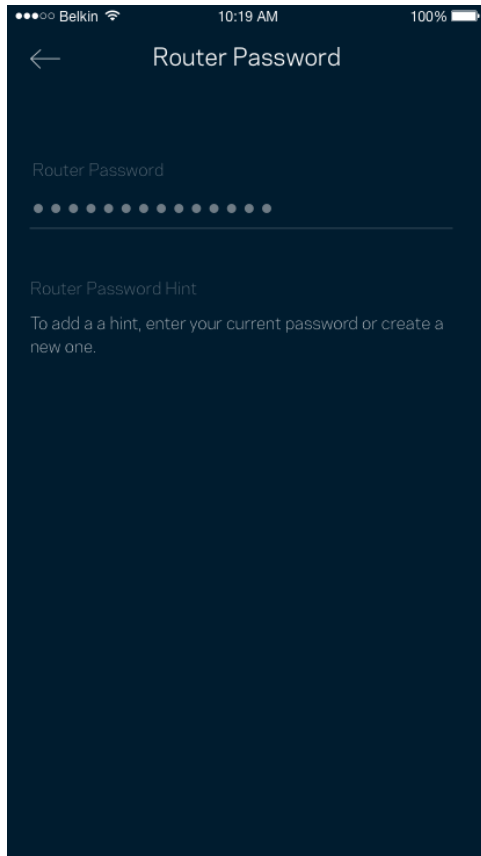 ●●●○○ Belkin 10:19 AM 100%
Router Password
Router Password
●●●●●●●●●●●●●●
Router Password Hint
To add a a hint, enter your current password or create a
new one.